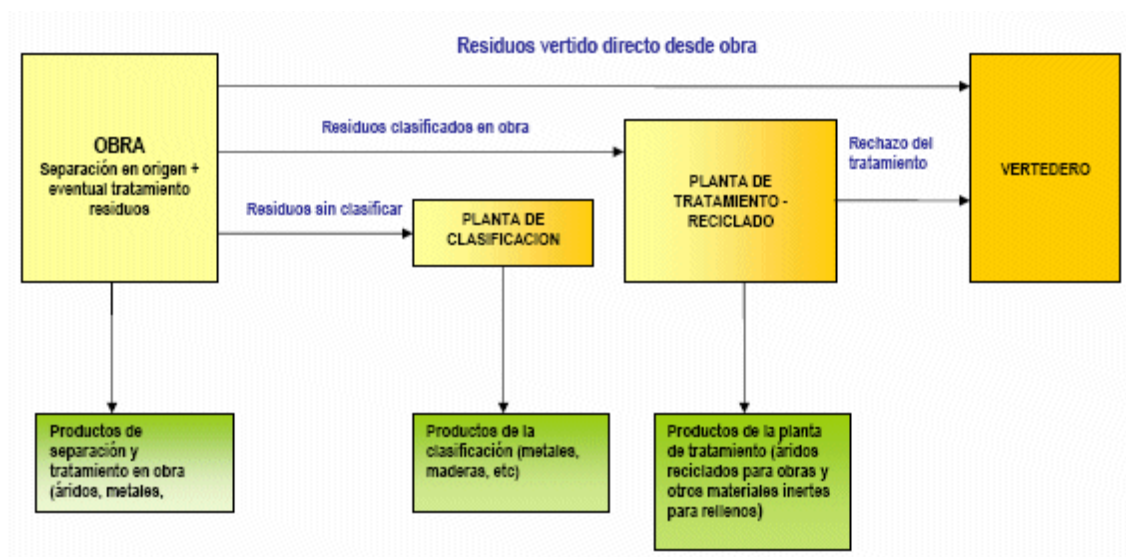 Residuos vertido directo desde obra
OBRA
Separación en origen +
eventual tratamiento
residuos
Residuos clasificados en obra
Residuos sin clasificar
PLANTA DE
CLASIFICACION
PLANTA DE
TRATAMIENTO -
RECICLADO
Rechazo del
tratamiento
VERTEDERO
Productos de
separación y
tratamiento en obra
(áridos, metales,
Productos de la
clasificación (metales,
maderas, etc)
Productos de la planta
de tratamiento (áridos
reciclados para obras y
otros materiales inertes
para rellenos)